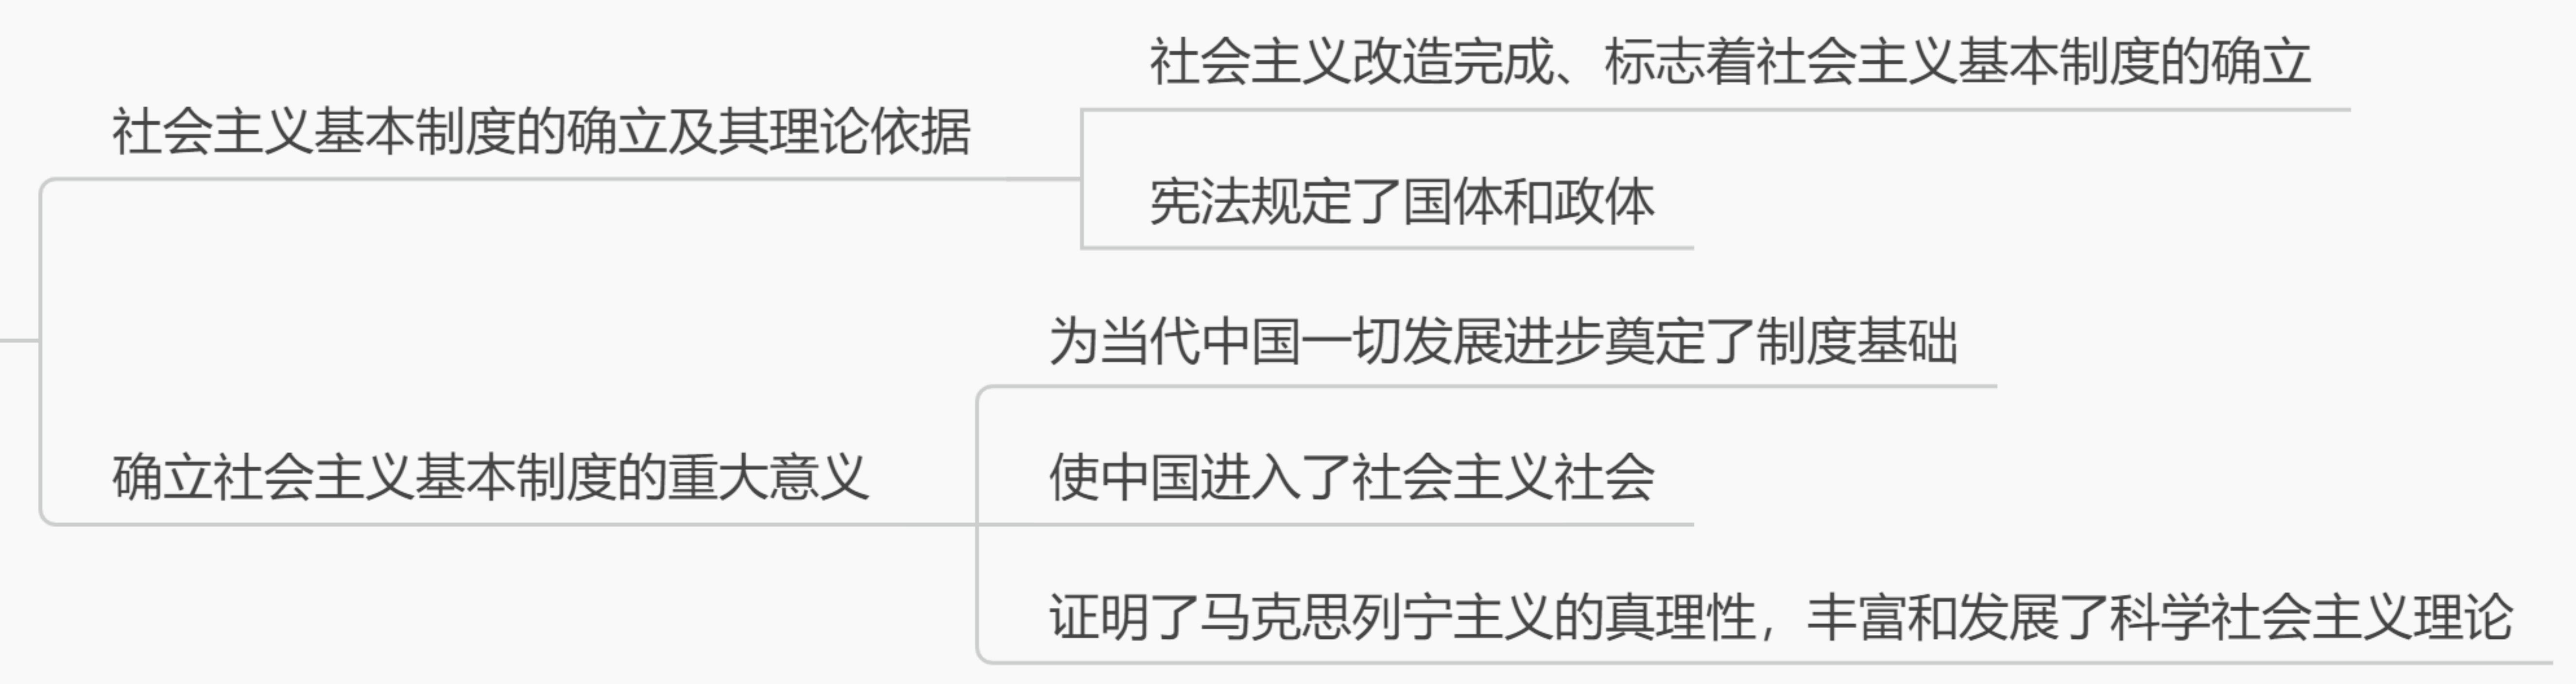 社会主义基本制度的确立及其理论依据
社会主义改造完成、标志着社会主义基本制度的确立
宪法规定了国体和政体
确立社会主义基本制度的重大意义
为当代中国一切发展进步奠定了制度基础
使中国进入了社会主义社会
证明了马克思列宁主义的真理性，丰富和发展了科学社会主义理论